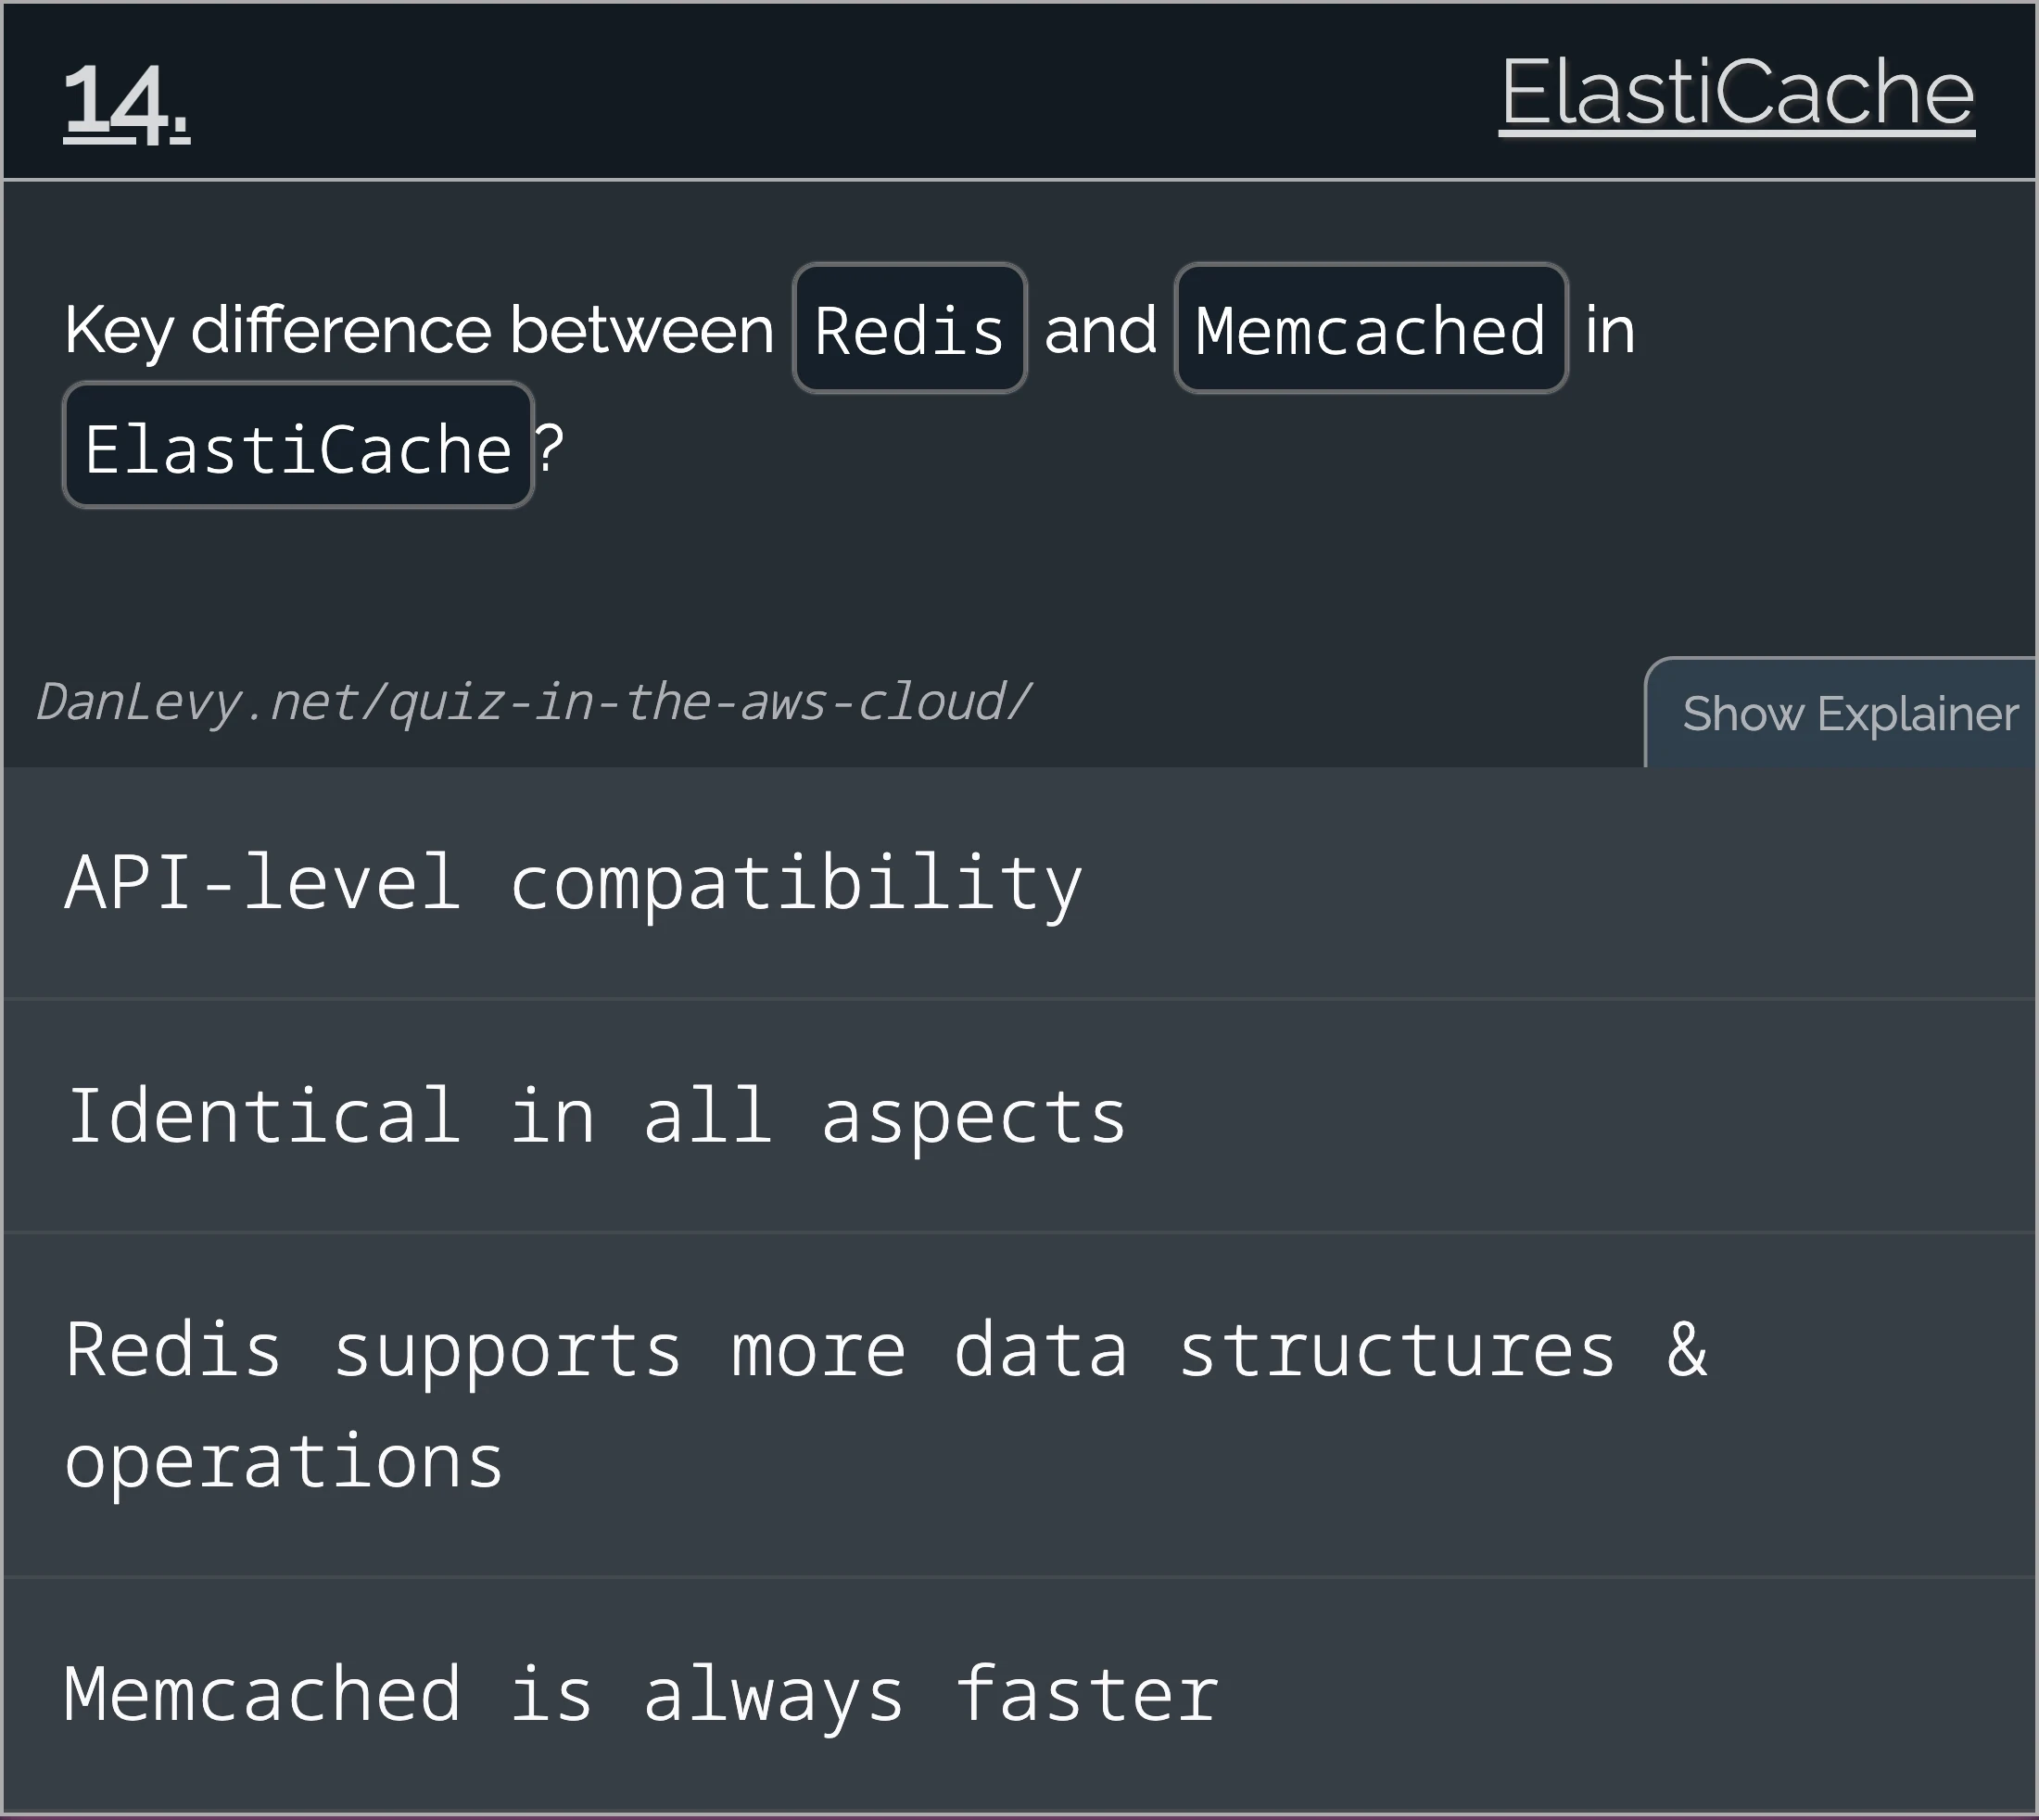 14.
ElastiCache
Key difference between Redis and Memcached in
ElastiCache?
DanLevy.net/quiz-in-the-aws-cloud/
Show Explainer
API-level compatibility
Identical in all aspects
Redis supports more data structures &
operations
Memcached is always faster